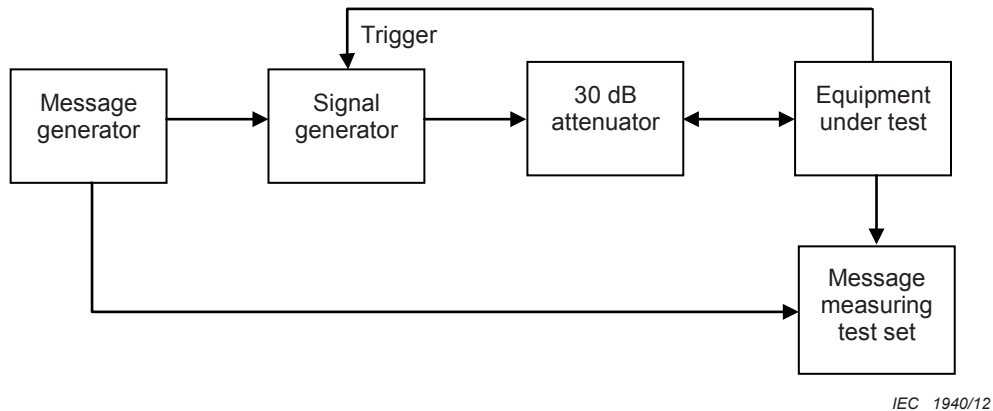 Trigger
Message
generator
Signal
generator
30 dB
attenuator
Equipment
under test
Message
measuring
test set
IEC 1940/12